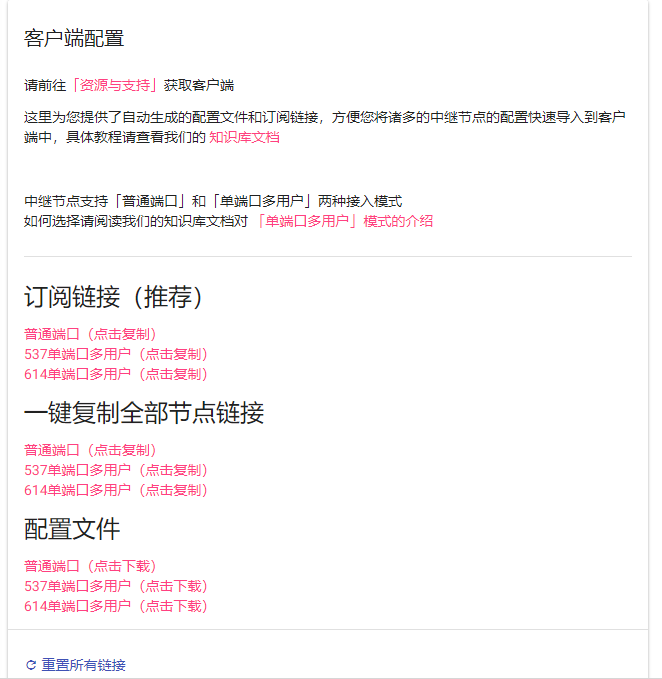 客户端配置
请前往「资源与支持」获取客户端
这里为您提供了自动生成的配置文件和订阅链接，方便您将诸多的中继节点的配置快速导入到客户
端中，具体教程请查看我们的 知识库文档
中继节点支持「普通端口」和「单端口多用户」两种接入模式
如何选择请阅读我们的知识库文档对 「单端口多用户」模式的介绍
订阅链接（推荐）
普通端口（点击复制）
537单端口多用户（点击复制）
614单端口多用户（点击复制）
一键复制全部节点链接
普通端口（点击复制）
537单端口多用户（点击复制）
614单端口多用户（点击复制）
配置文件
普通端口（点击下载）
537单端口多用户（点击下载）
614单端口多用户（点击下载）
重置所有链接